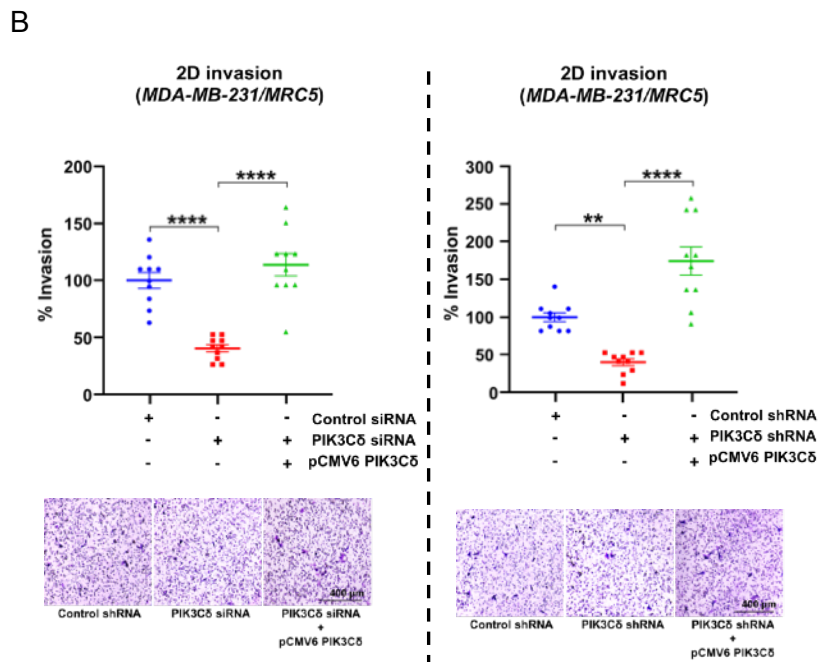 B
2D invasion
(MDA-MB-231/MRC5)
% Invasion
200
150
100
50
0
****
****
+ - - Control siRNA
- + + PIK3Cδ siRNA
- - + pCMV6 PIK3Cδ
400 μm
Control shRNA
PIK3Cδ siRNA
PIK3Cδ siRNA
+
pCMV6 PIK3Cδ
2D invasion
(MDA-MB-231/MRC5)
% Invasion
300
250
200
150
100
50
0
**
****
+ - - Control shRNA
- + + PIK3Cδ shRNA
- - + pCMV6 PIK3Cδ
400 μm
Control shRNA
PIK3Cδ shRNA
PIK3Cδ shRNA
+
pCMV6 PIK3Cδ